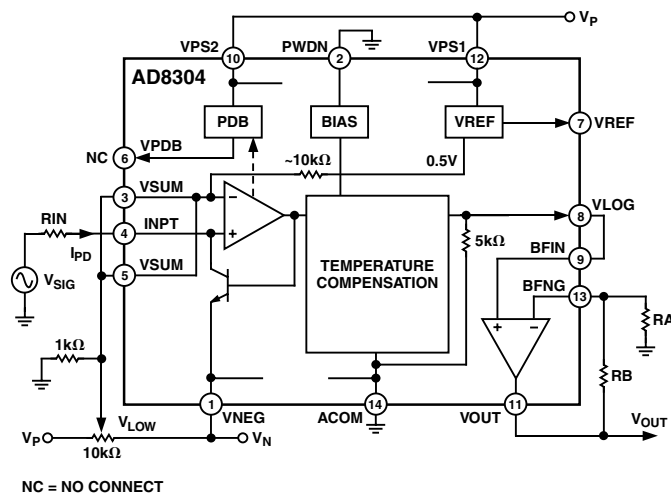 VP
VPS2
PWDN
VPS1
10
2
12
AD8304
PDB
BIAS
VREF
7
VREF
NC
6
VPDB
~10kΩ
0.5V
3
VSUM
–
VLOG
8
RIN
4
INPT
+
IPD
5kΩ
BFIN
9
VSIG
5
VSUM
TEMPERATURE
COMPENSATION
BFNG
13
+
–
RA
1kΩ
RB
1
VNEG
ACOM
14
VOUT
11
VLOW
VOUT
VP
10kΩ
VN
NC = NO CONNECT